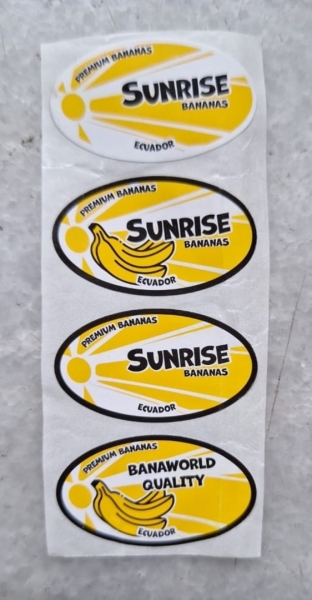 PREMIUM BANANAS
SUNRISE
BANANAS
ECUADOR
PREMIUM BANANAS
SUNRISE
BANANAS
ECUADOR
PREMIUM BANANAS
SUNRISE
BANANAS
ECUADOR
PREMIUM BANANAS
BANAWORLD
QUALITY
ECUADOR